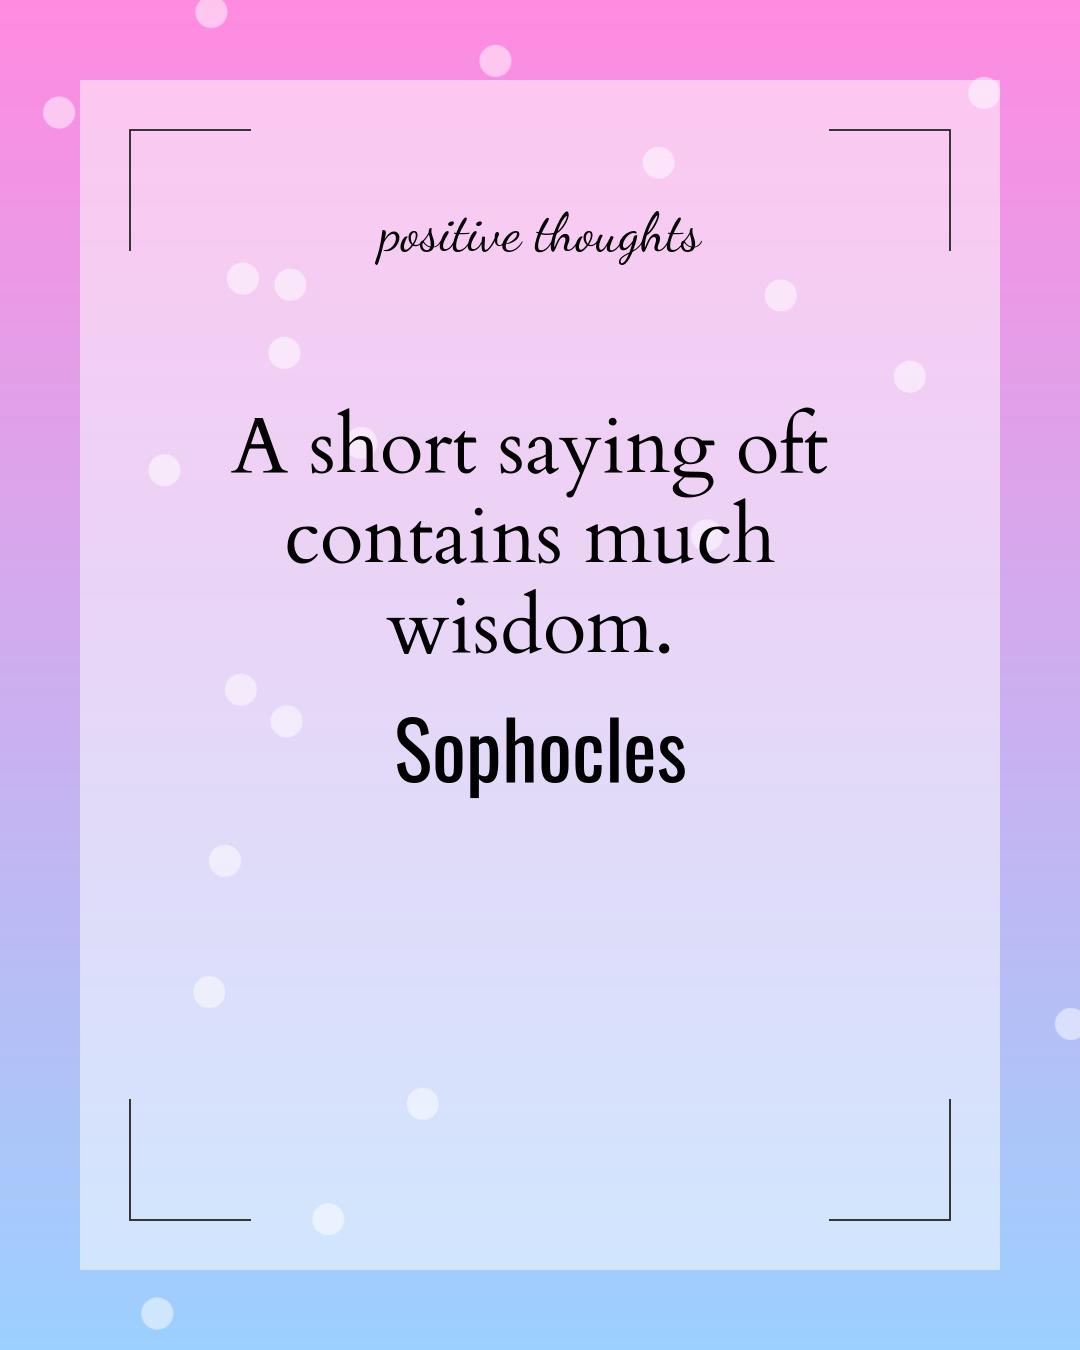 positive thoughts
A short saying oft
contains much
wisdom.
Sophocles